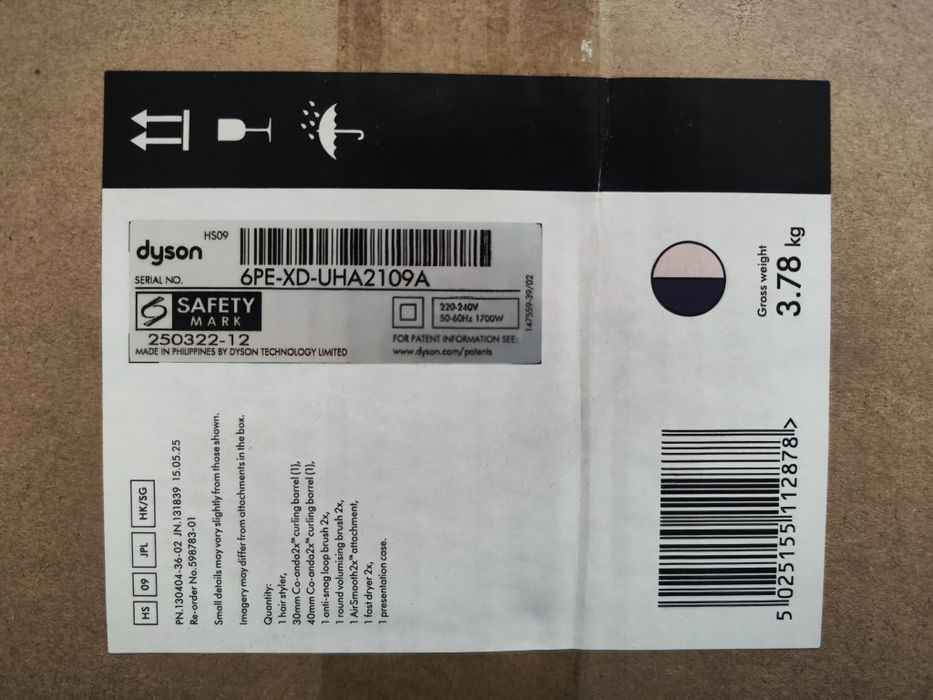 dyson
HS09
SERIAL NO.
6PE-XD-UHA2109A
SAFETY
MARK
250322-12
MADE IN PHILIPPINES BY DYSON TECHNOLOGY LIMITED
220-240V
50-60Hz 1700W
FOR PATENT INFORMATION SEE:
www.dyson.com/patents
147559-39/02
Gross weight
3.78 kg
HS 09 JPL HK/SG
PN.130404-36-02 JN.131839 15.05.25
Re-order No.598783-01
Small details may vary slightly from those shown.
Imagery may differ from attachments in the box.
Quantity:
1 hair styler,
30mm Co-anda2x™ curling barrel (1),
40mm Co-anda2x™ curling barrel (1),
1 anti-snag loop brush 2x,
1 round volumising brush 2x,
1 AirSmooth2x™ attachment,
1 fast dryer 2x,
1 presentation case.
5 025155 112878 >